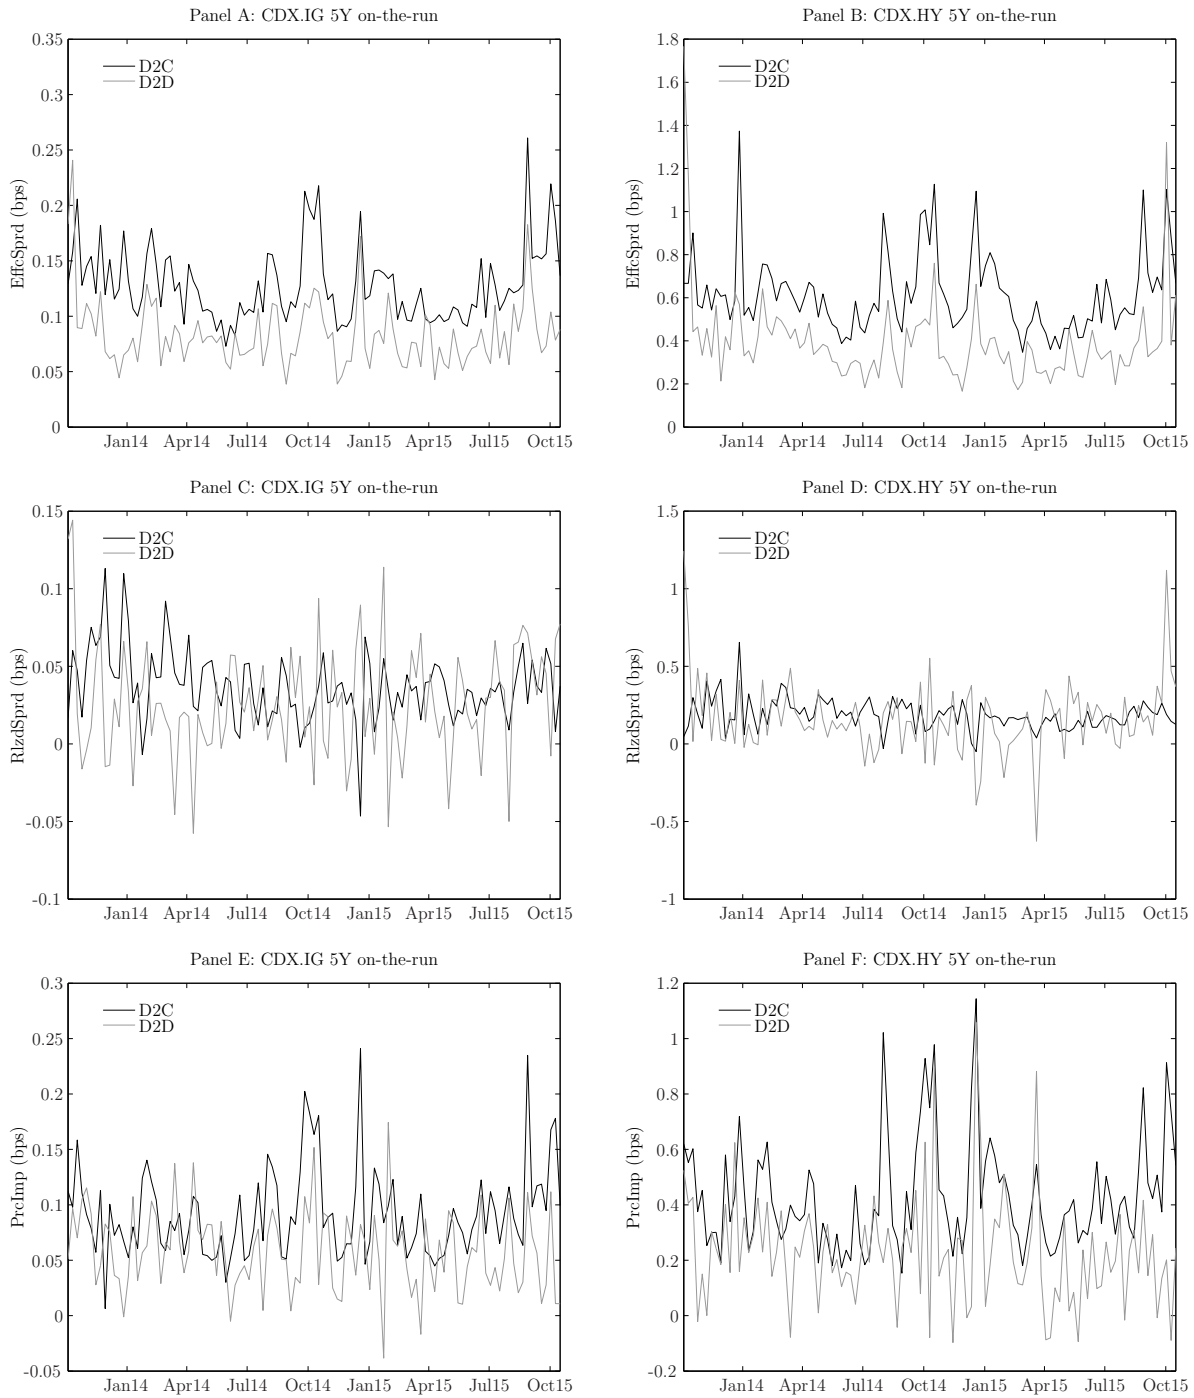 Panel A: CDX.IG 5Y on-the-run
EffcSprd (bps)
0.35
0.3
0.25
0.2
0.15
0.1
0.05
0
D2C
D2D
Jan14 Apr14 Jul14 Oct14 Jan15 Apr15 Jul15 Oct15
Panel B: CDX.HY 5Y on-the-run
EffcSprd (bps)
1.8
1.6
1.4
1.2
1
0.8
0.6
0.4
0.2
0
D2C
D2D
Jan14 Apr14 Jul14 Oct14 Jan15 Apr15 Jul15 Oct15
Panel C: CDX.IG 5Y on-the-run
RlzdSprd (bps)
0.15
0.1
0.05
0
-0.05
-0.1
D2C
D2D
Jan14 Apr14 Jul14 Oct14 Jan15 Apr15 Jul15 Oct15
Panel D: CDX.HY 5Y on-the-run
RlzdSprd (bps)
1.5
1
0.5
0
-0.5
-1
D2C
D2D
Jan14 Apr14 Jul14 Oct14 Jan15 Apr15 Jul15 Oct15
Panel E: CDX.IG 5Y on-the-run
PrcImp (bps)
0.3
0.25
0.2
0.15
0.1
0.05
0
-0.05
D2C
D2D
Jan14 Apr14 Jul14 Oct14 Jan15 Apr15 Jul15 Oct15
Panel F: CDX.HY 5Y on-the-run
PrcImp (bps)
1.2
1
0.8
0.6
0.4
0.2
0
-0.2
D2C
D2D
Jan14 Apr14 Jul14 Oct14 Jan15 Apr15 Jul15 Oct15